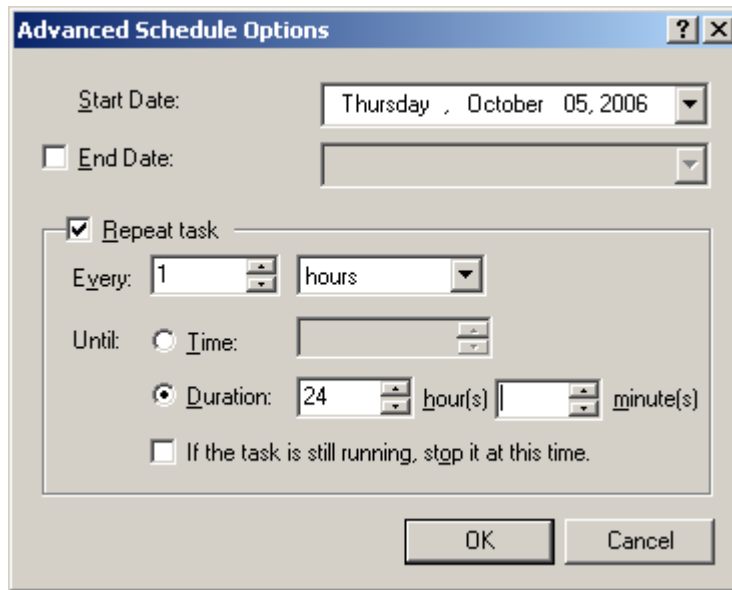 Advanced Schedule Options
Start Date: Thursday , October 05, 2006
End Date:
Repeat task
Every: 1 hours
Until: Time:
Duration: 24 hour(s) minute(s)
If the task is still running, stop it at this time.
OK Cancel